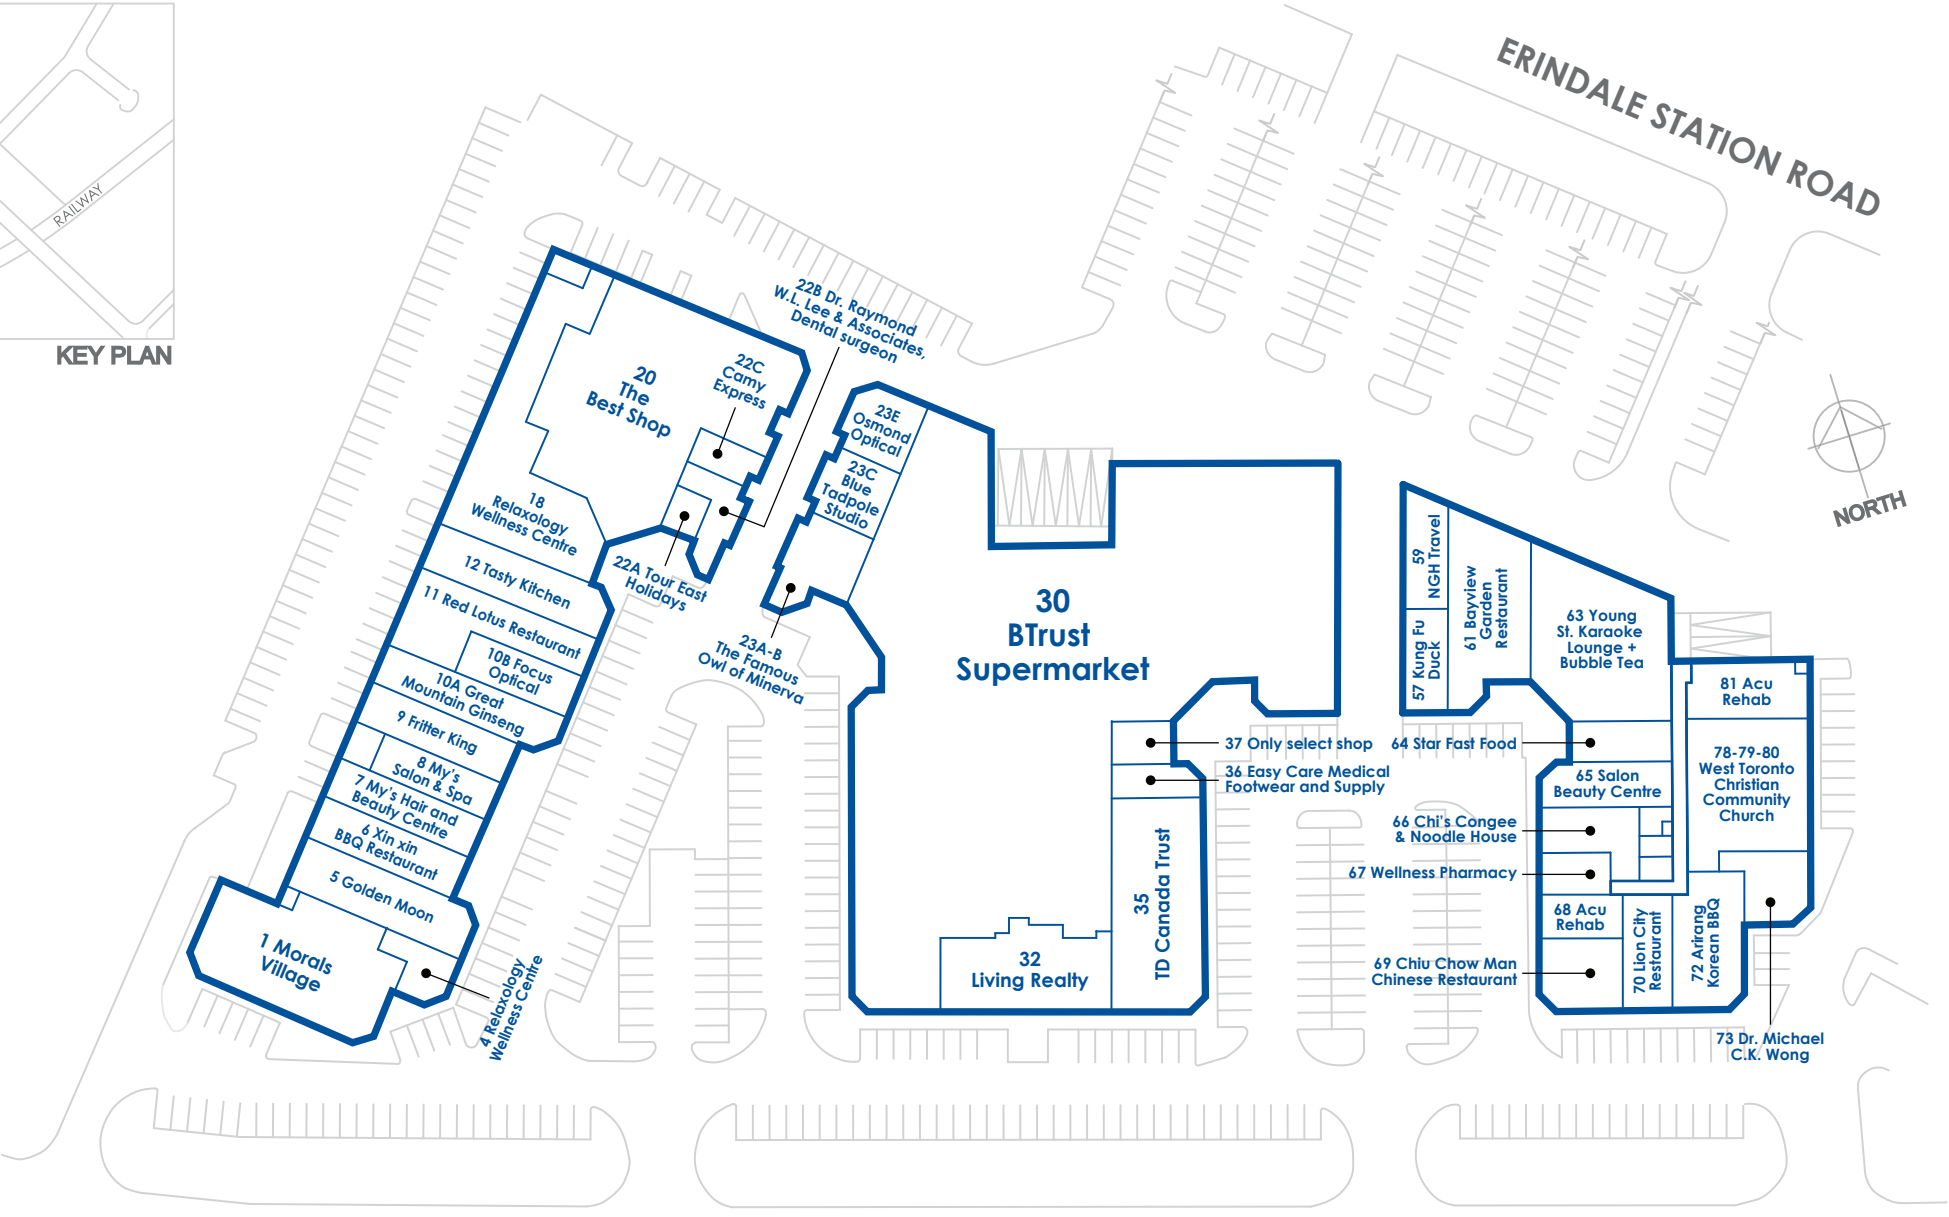 ERINDALE STATION ROAD
RAILWAY
KEY PLAN
NORTH
22B Dr. Raymond
W.L. Lee & Associates,
Dental surgeon
22C
Camy
Express
20
The
Best Shop
18
Relaxology
Wellness Centre
12 Tasty Kitchen
11 Red Lotus Restaurant
10B Focus
Optical
10A Great
Mountain Ginseng
9 Fritter King
8 My's
Salon & Spa
7 My's Hair and
Beauty Centre
6 Xin xin
BBQ Restaurant
5 Golden Moon
1 Morals
Village
4 Relaxology
Wellness Centre
22A Tour East
Holidays
23E
Osmond
Optical
23C
Blue
Tadpole
Studio
23A-B
The Famous
Owl of Minerva
30
BTrust
Supermarket
37 Only select shop
36 Easy Care Medical
Footwear and Supply
35
TD Canada Trust
32
Living Realty
59
NGH Travel
57 Kung Fu
Duck
61 Bayview
Garden
Restaurant
63 Young
St. Karaoke
Lounge +
Bubble Tea
64 Star Fast Food
65 Salon
Beauty Centre
66 Chi's Congee
& Noodle House
67 Wellness Pharmacy
68 Acu
Rehab
69 Chiu Chow Man
Chinese Restaurant
70 Lion City
Restaurant
72 Arirang
Korean BBQ
81 Acu
Rehab
78-79-80
West Toronto
Christian
Community
Church
73 Dr. Michael
C.K. Wong